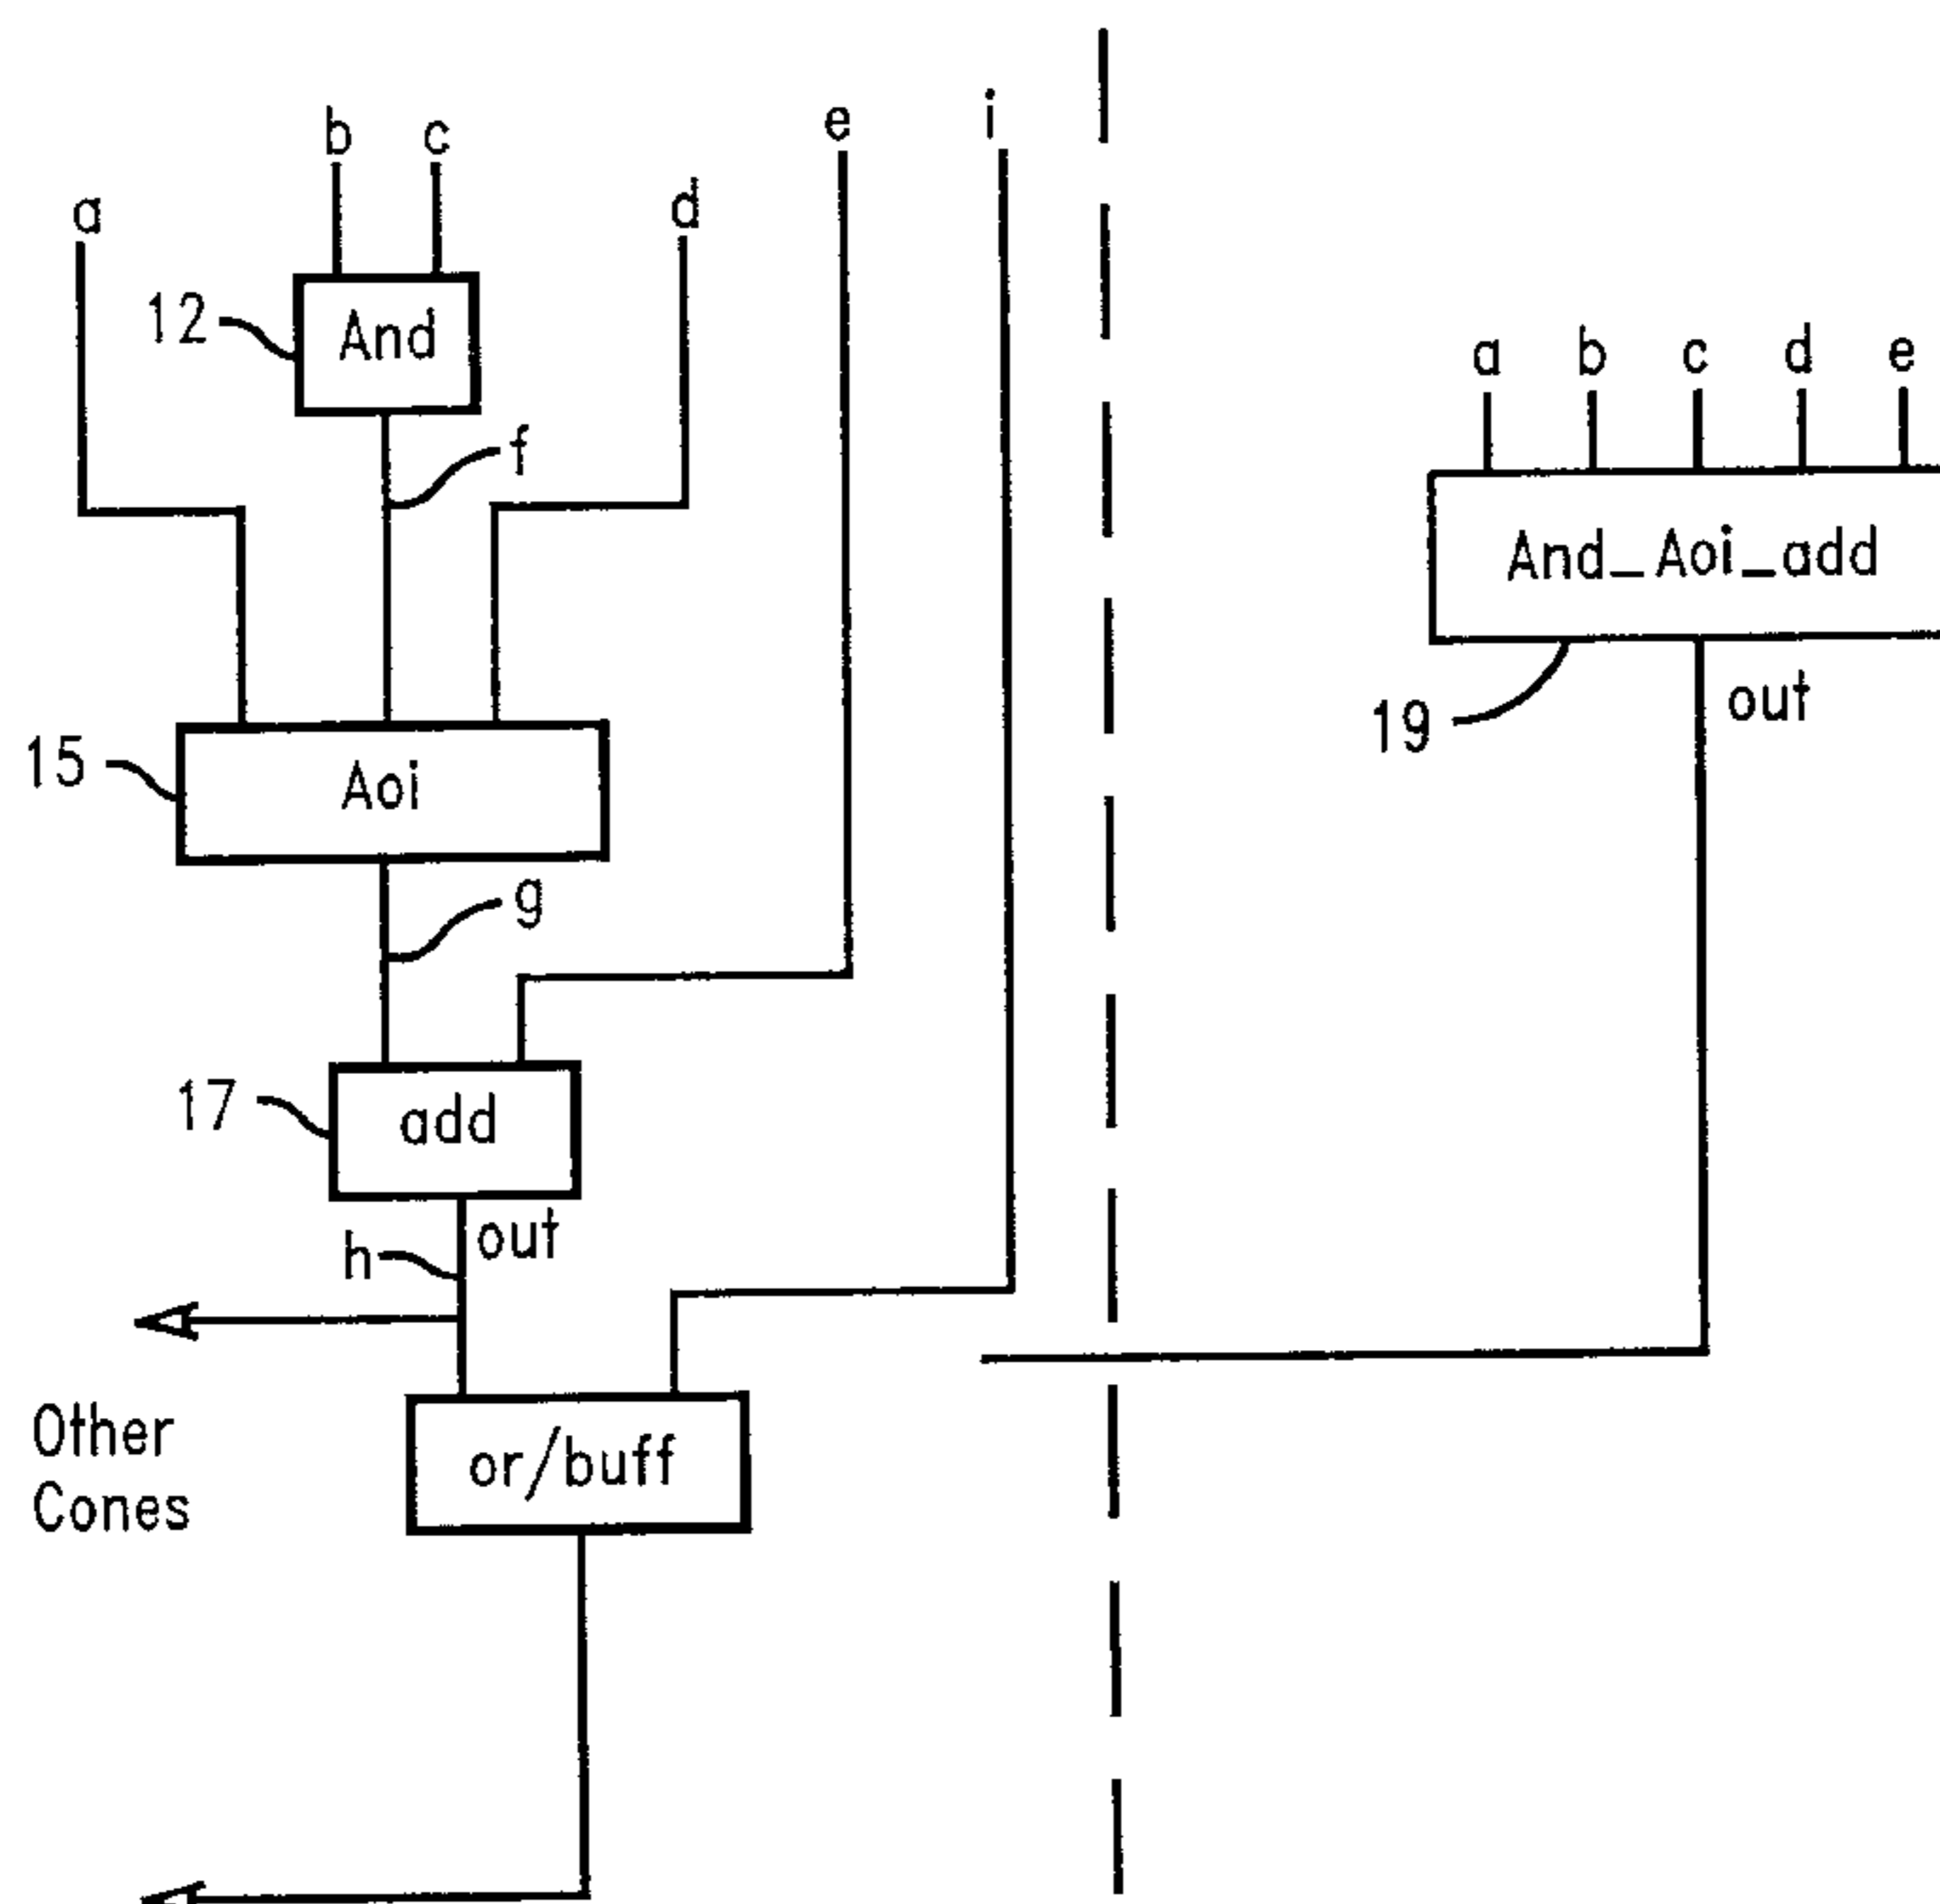 b c e i
a d
12 And
f
15 Aoi
g
17 add
h out
Other
Cones
or/buff
a b c d e
And_Aoi_add
19 out